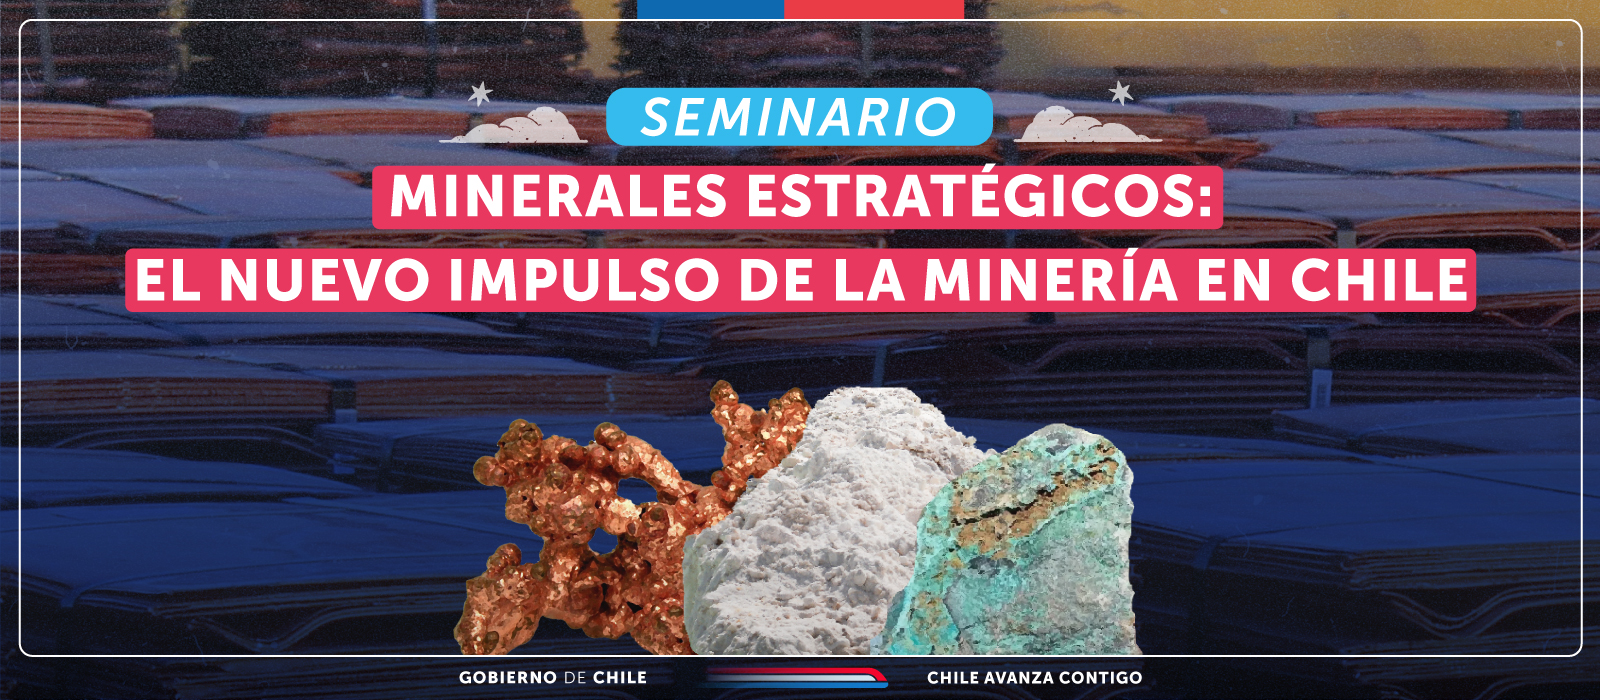 SEMINARIO
MINERALES ESTRATÉGICOS:
EL NUEVO IMPULSO DE LA MINERÍA EN CHILE
GOBIERNO DE CHILE
CHILE AVANZA CONTIGO